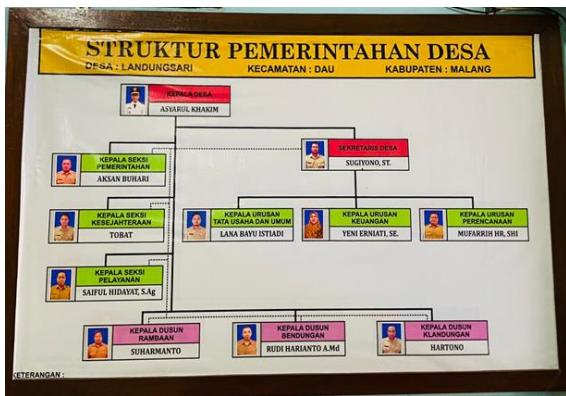 STRUKTUR PEMERINTAHAN DESA
DESA : LANDUNGSARI KECAMATAN : DAU KABUPATEN : MALANG
KEPALA DESA
ASYARUL KHAKIM
SEKRETARIS DESA
SUGIYONO, ST.
KEPALA SEKSI
PEMERINTAHAN
AKSAN BUHARI
KEPALA SEKSI
KESEJAHTERAAN
TOBAT
KEPALA URUSAN
TATA USAHA DAN UMUM
LANA BAYU ISTIADI
KEPALA URUSAN
KEUANGAN
YENI ERNIATI, SE.
KEPALA URUSAN
PERENCANAAN
MUFARRIH HR, SHI
KEPALA SEKSI
PELAYANAN
SAIFUL HIDAYAT, S.Ag
KEPALA DUSUN
RAMBAAN
SUHARMANTO
KEPALA DUSUN
BENDUNGAN
RUDI HARIANTO A.Md
KEPALA DUSUN
KLANDUNGAN
HARTONO
KETERANGAN :